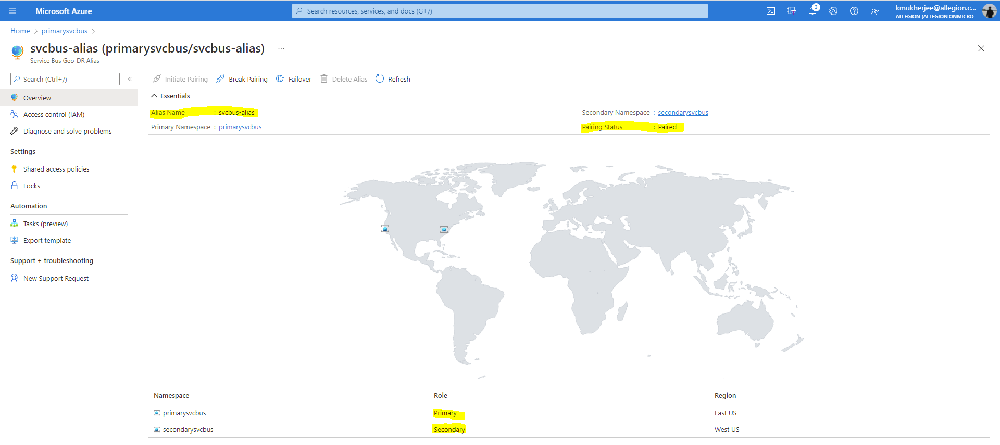 Microsoft Azure
Search resources, services, and docs (G+/)
3
kmukherjee@allegion.c...
ALLEGION (ALLEGION.ONMICRO...
Home > primarysvcbus >
svcbus-alias (primarysvcbus/svcbus-alias) ...
Service Bus Geo-DR Alias
Search (Ctrl+/) «
Overview
Access control (IAM)
Diagnose and solve problems
Settings
Shared access policies
Locks
Automation
Tasks (preview)
Export template
Support + troubleshooting
New Support Request
Initiate Pairing Break Pairing Failover Delete Alias Refresh
Essentials
Alias Name : svcbus-alias
Secondary Namespace : secondarysvcbus
Primary Namespace : primarysvcbus
Pairing Status : Paired
Namespace Role Region
primarysvcbus Primary East US
secondarysvcbus Secondary West US